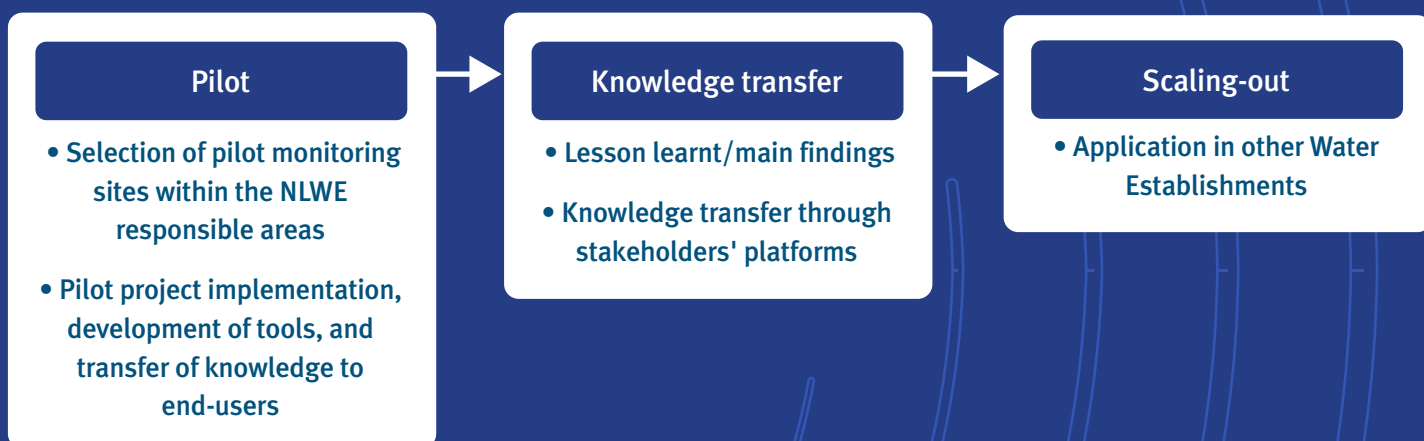 Pilot
• Selection of pilot monitoring
sites within the NLWE
responsible areas
• Pilot project implementation,
development of tools, and
transfer of knowledge to
end-users
Knowledge transfer
• Lesson learnt/main findings
• Knowledge transfer through
stakeholders' platforms
Scaling-out
• Application in other Water
Establishments